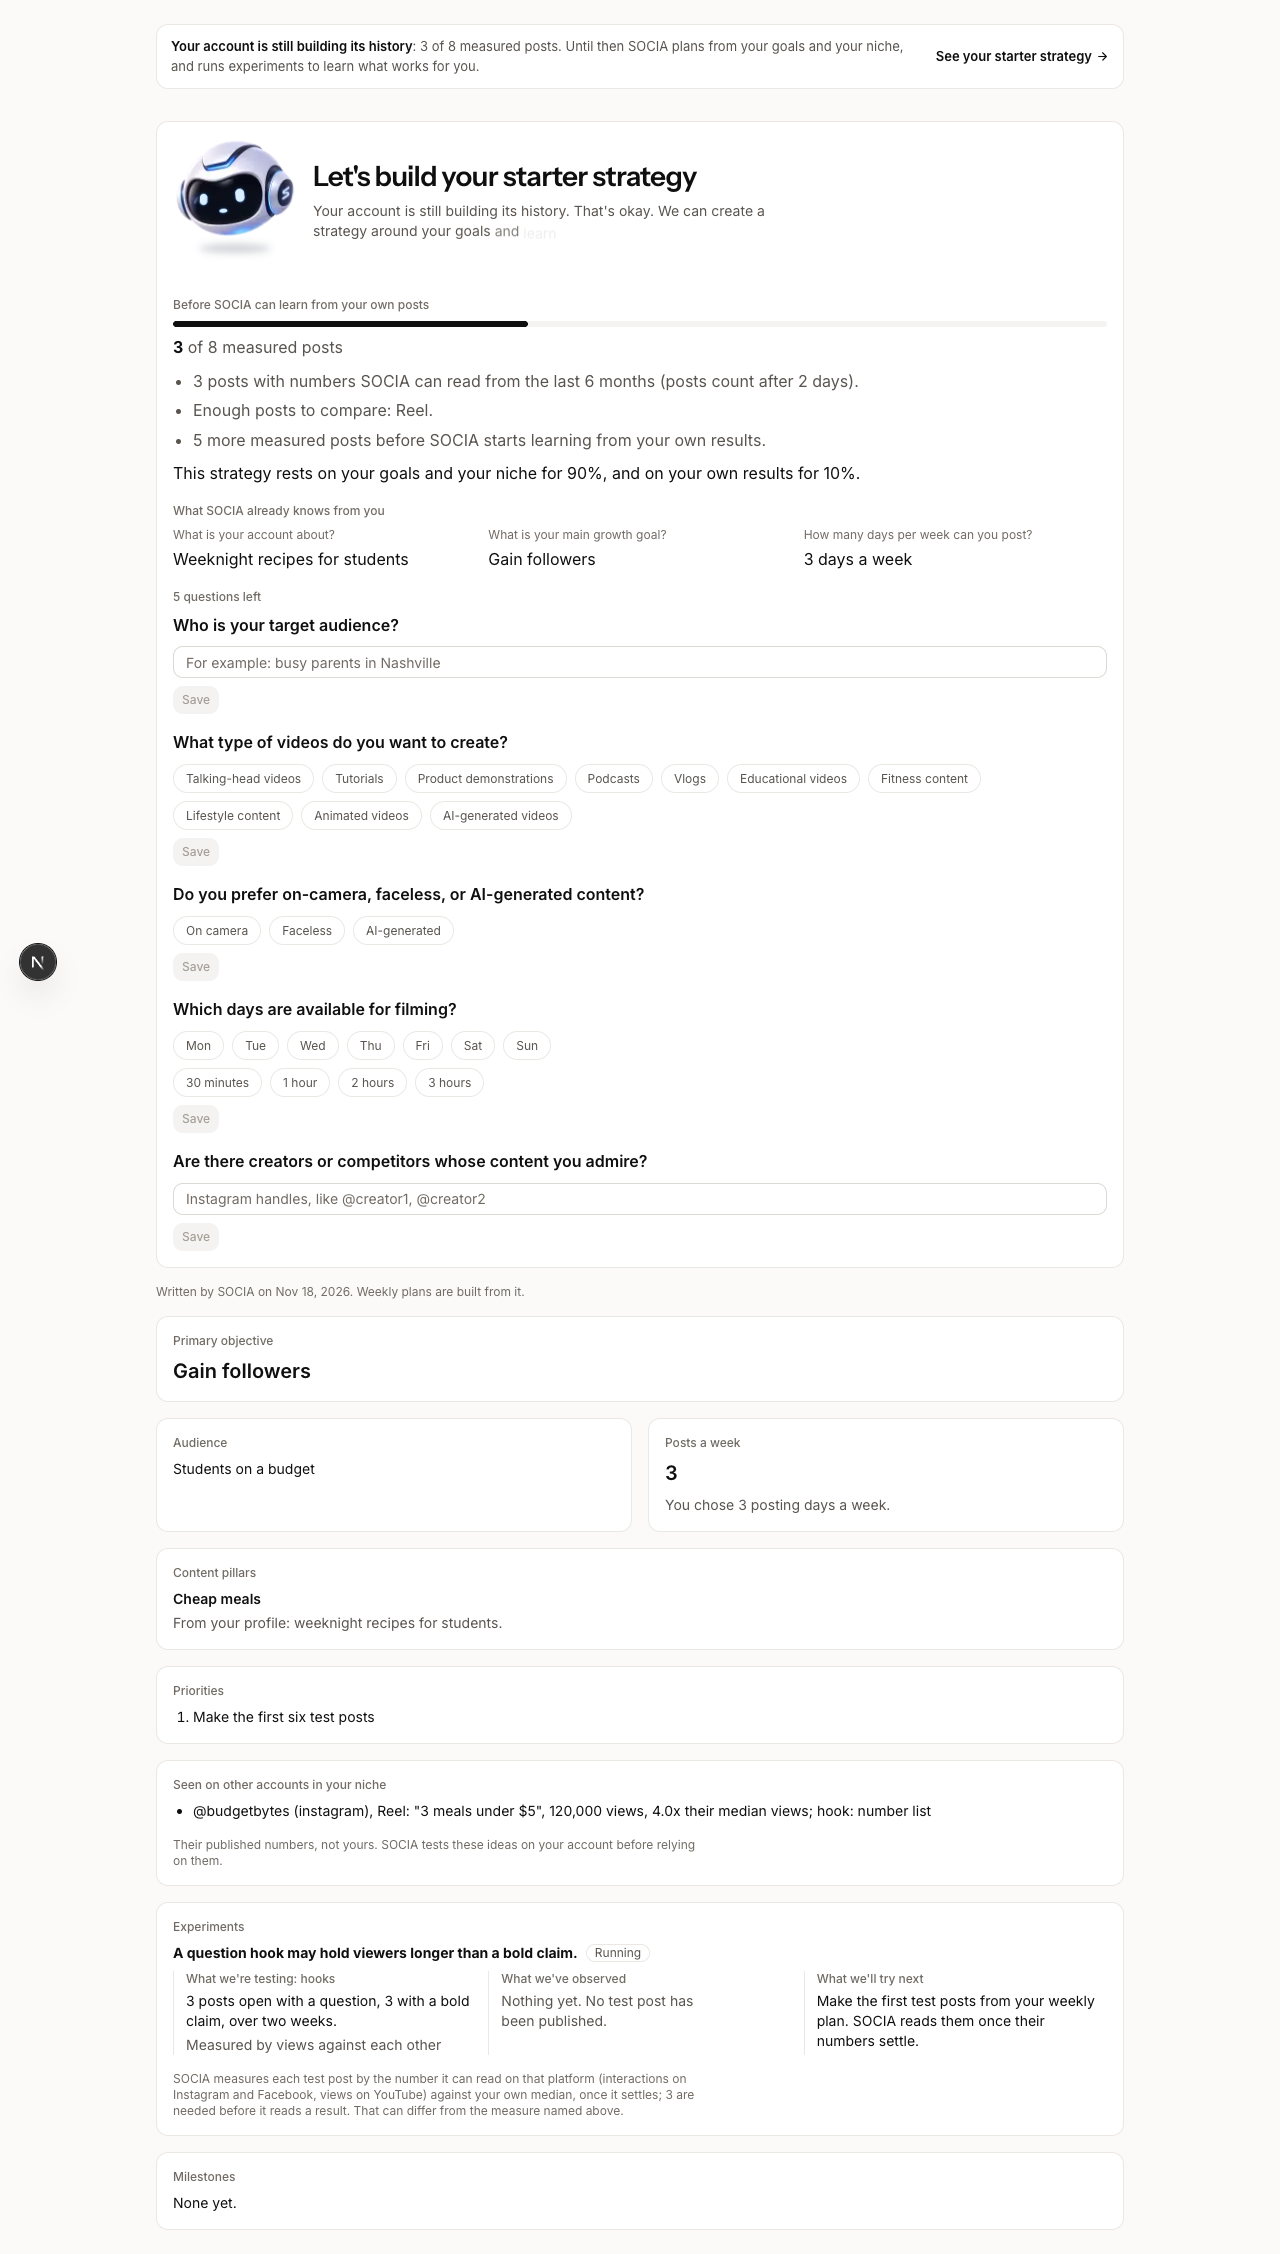 Your account is still building its history: 3 of 8 measured posts. Until then SOCIA plans from your goals and your niche,
and runs experiments to learn what works for you.
See your starter strategy →
Let's build your starter strategy
Your account is still building its history. That's okay. We can create a
strategy around your goals and learn
Before SOCIA can learn from your own posts
3 of 8 measured posts
• 3 posts with numbers SOCIA can read from the last 6 months (posts count after 2 days).
• Enough posts to compare: Reel.
• 5 more measured posts before SOCIA starts learning from your own results.
This strategy rests on your goals and your niche for 90%, and on your own results for 10%.
What SOCIA already knows from you
What is your account about?
Weeknight recipes for students
What is your main growth goal?
Gain followers
How many days per week can you post?
3 days a week
5 questions left
Who is your target audience?
For example: busy parents in Nashville
Save
What type of videos do you want to create?
Talking-head videos Tutorials Product demonstrations Podcasts Vlogs Educational videos Fitness content
Lifestyle content Animated videos AI-generated videos
Save
Do you prefer on-camera, faceless, or AI-generated content?
On camera Faceless AI-generated
Save
Which days are available for filming?
Mon Tue Wed Thu Fri Sat Sun
30 minutes 1 hour 2 hours 3 hours
Save
Are there creators or competitors whose content you admire?
Instagram handles, like @creator1, @creator2
Save
N
Written by SOCIA on Nov 18, 2026. Weekly plans are built from it.
Primary objective
Gain followers
Audience
Students on a budget
Posts a week
3
You chose 3 posting days a week.
Content pillars
Cheap meals
From your profile: weeknight recipes for students.
Priorities
1. Make the first six test posts
Seen on other accounts in your niche
• @budgetbytes (instagram), Reel: "3 meals under $5", 120,000 views, 4.0x their median views; hook: number list
Their published numbers, not yours. SOCIA tests these ideas on your account before relying
on them.
Experiments
A question hook may hold viewers longer than a bold claim. Running
What we're testing: hooks
3 posts open with a question, 3 with a bold
claim, over two weeks.
Measured by views against each other
What we've observed
Nothing yet. No test post has
been published.
What we'll try next
Make the first test posts from your weekly
plan. SOCIA reads them once their
numbers settle.
SOCIA measures each test post by the number it can read on that platform (interactions on
Instagram and Facebook, views on YouTube) against your own median, once it settles; 3 are
needed before it reads a result. That can differ from the measure named above.
Milestones
None yet.